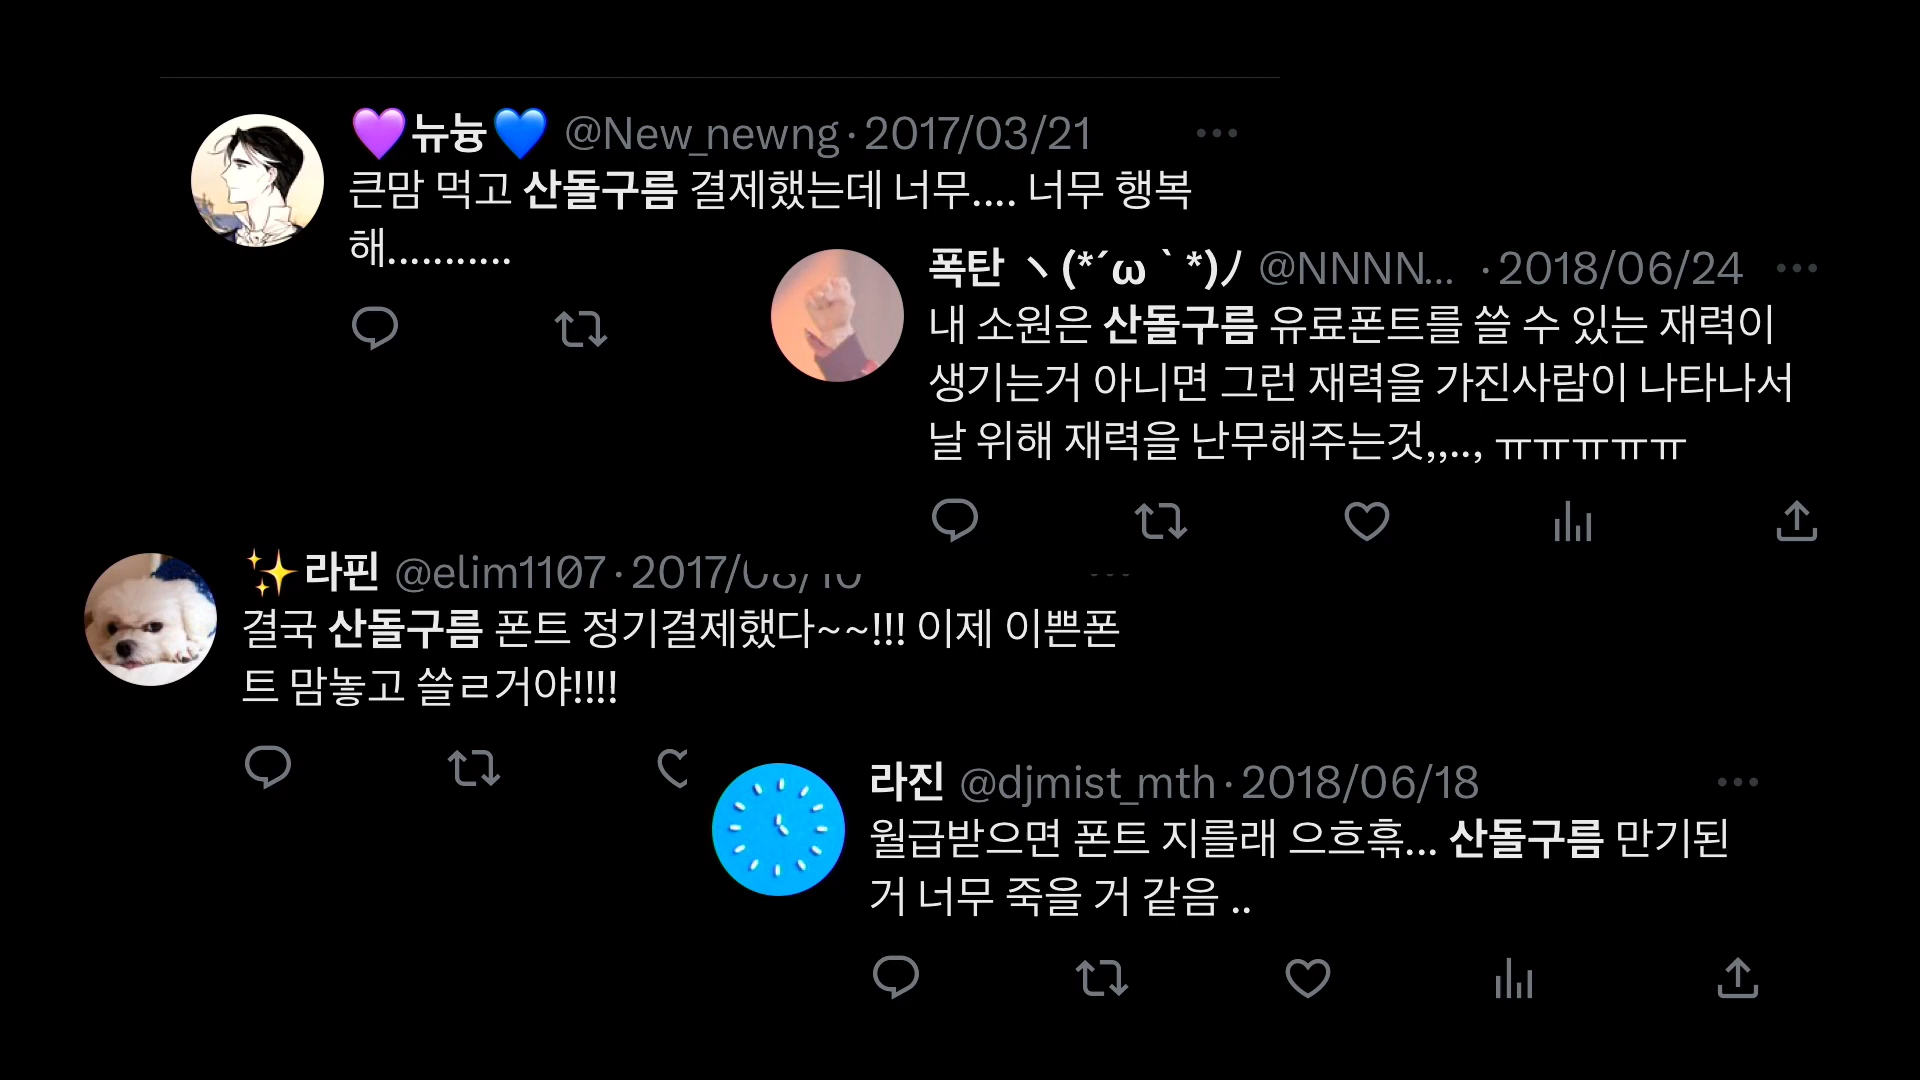 💜뉴늉💙 @New_newng · 2017/03/21
큰맘 먹고 산돌구름 결제했는데 너무.... 너무 행복
해...........
폭탄 ヽ(*´ω｀*)ノ @NNNN... · 2018/06/24
내 소원은 산돌구름 유료폰트를 쓸 수 있는 재력이
생기는거 아니면 그런 재력을 가진사람이 나타나서
날 위해 재력을 난무해주는것,,.., ㅠㅠㅠㅠㅠ
✨라핀 @elim1107 · 2017/08/10
결국 산돌구름 폰트 정기결제했다~~!!! 이제 이쁜폰
트 맘놓고 쓸ㄹ거야!!!!
라진 @djmist_mth · 2018/06/18
월급받으면 폰트 지를래 으흐흑... 산돌구름 만기된
거 너무 죽을 거 같음 ..